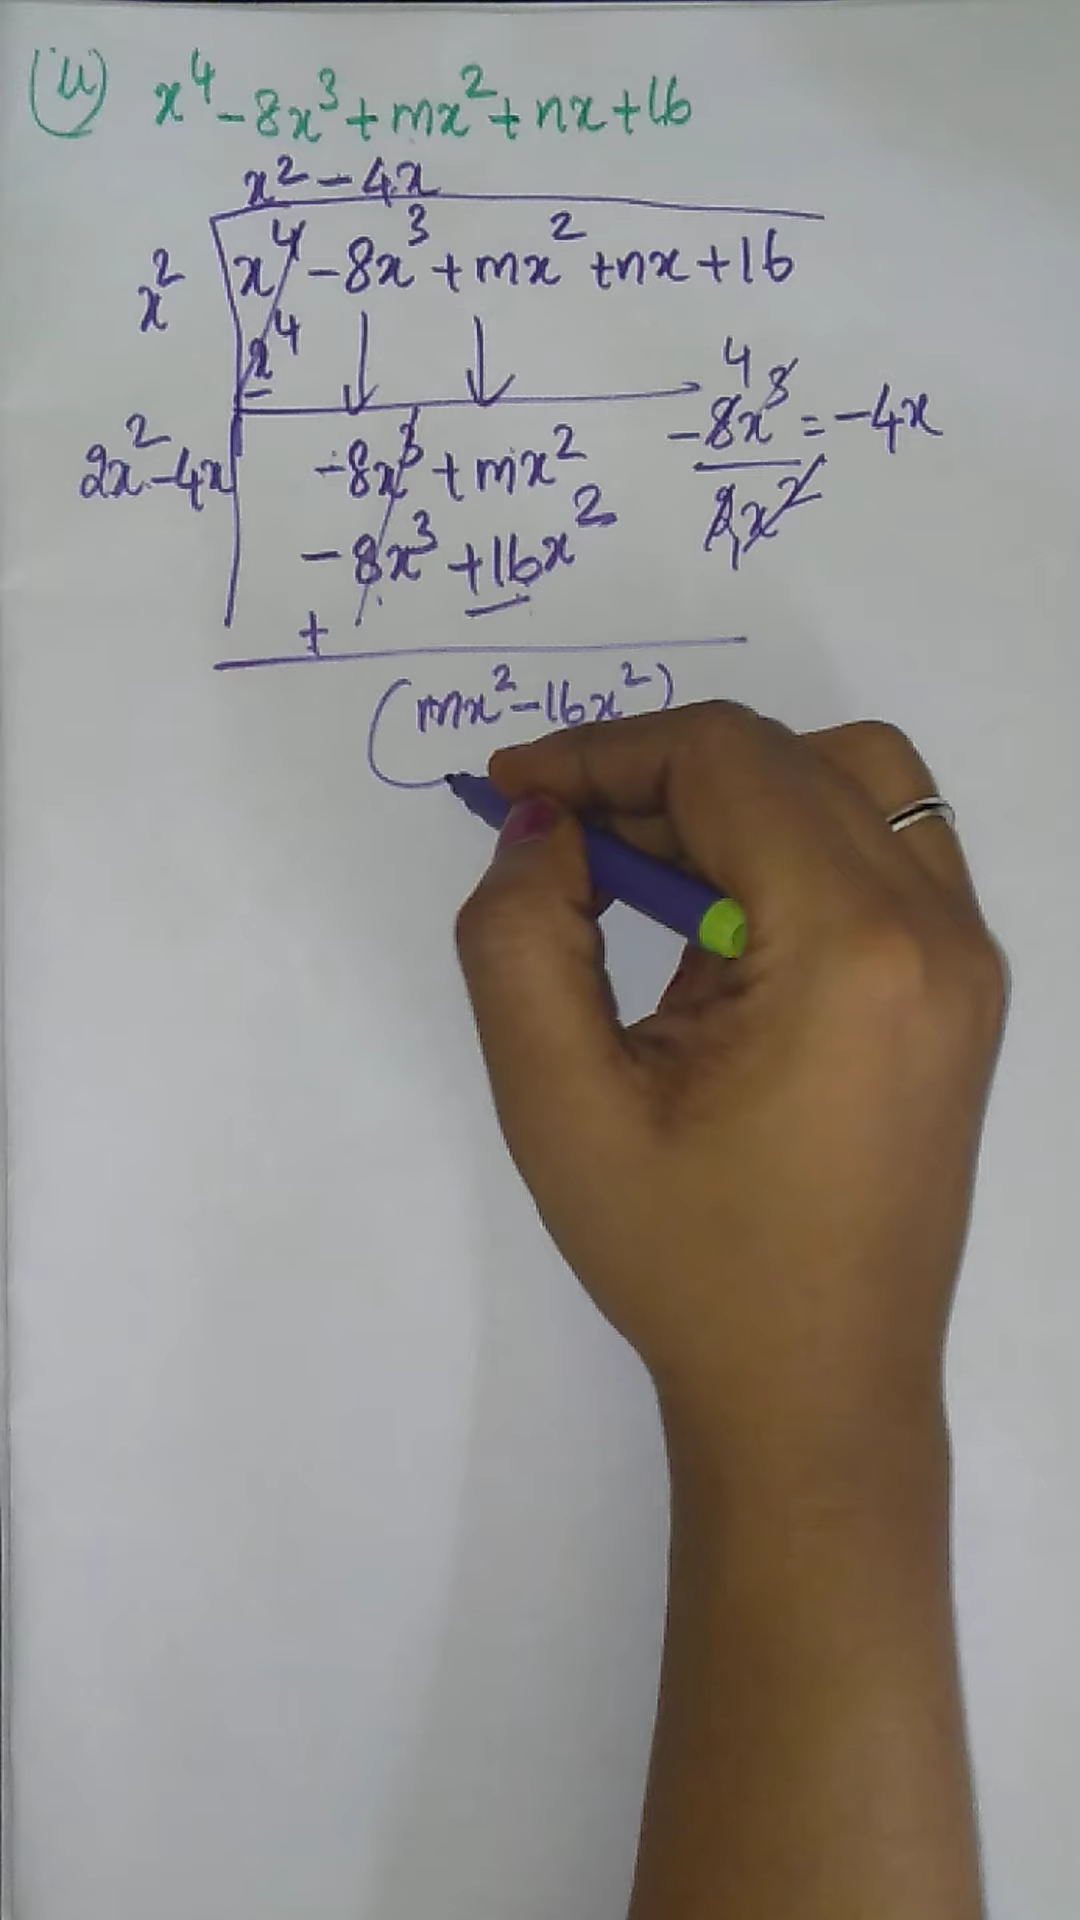 (ii) x⁴ - 8x³ + mx² + nx + 16
x² - 4x
x² x⁴ - 8x³ + mx² + nx + 16
x⁴
-8x³/2x² = -4x
4
2x² - 4x -8x³ + mx²
-8x³ + 16x²
+
(mx² - 16x²)